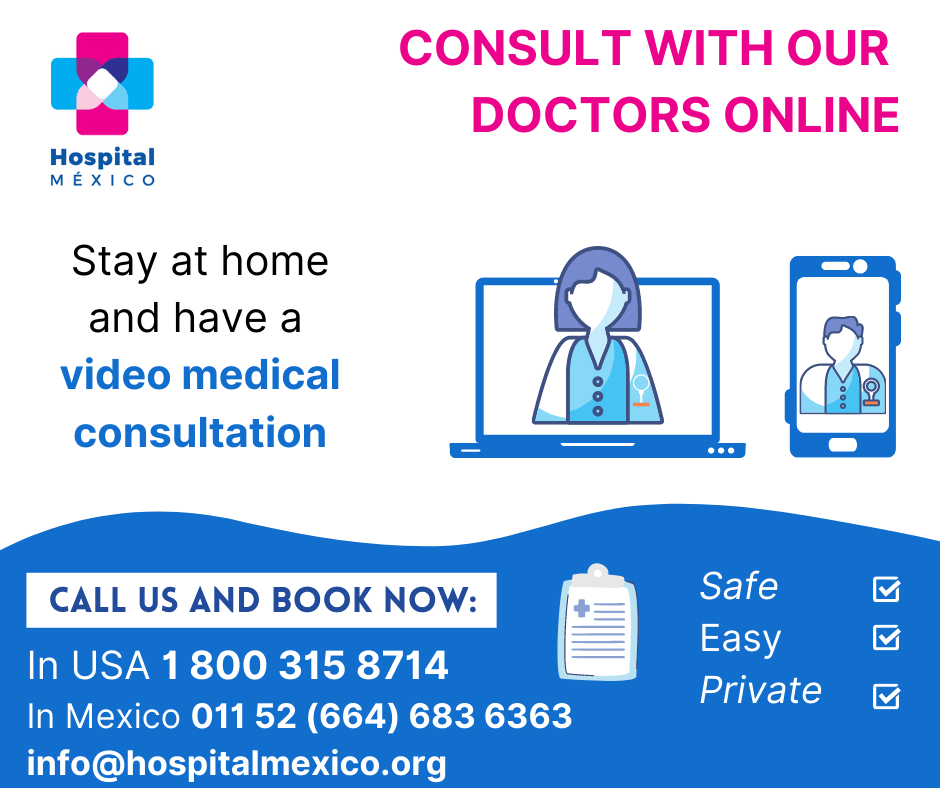 Hospital
MÉXICO
CONSULT WITH OUR
DOCTORS ONLINE
Stay at home
and have a
video medical
consultation
CALL US AND BOOK NOW:
In USA 1 800 315 8714
In Mexico 011 52 (664) 683 6363
info@hospitalmexico.org
Safe
Easy
Private